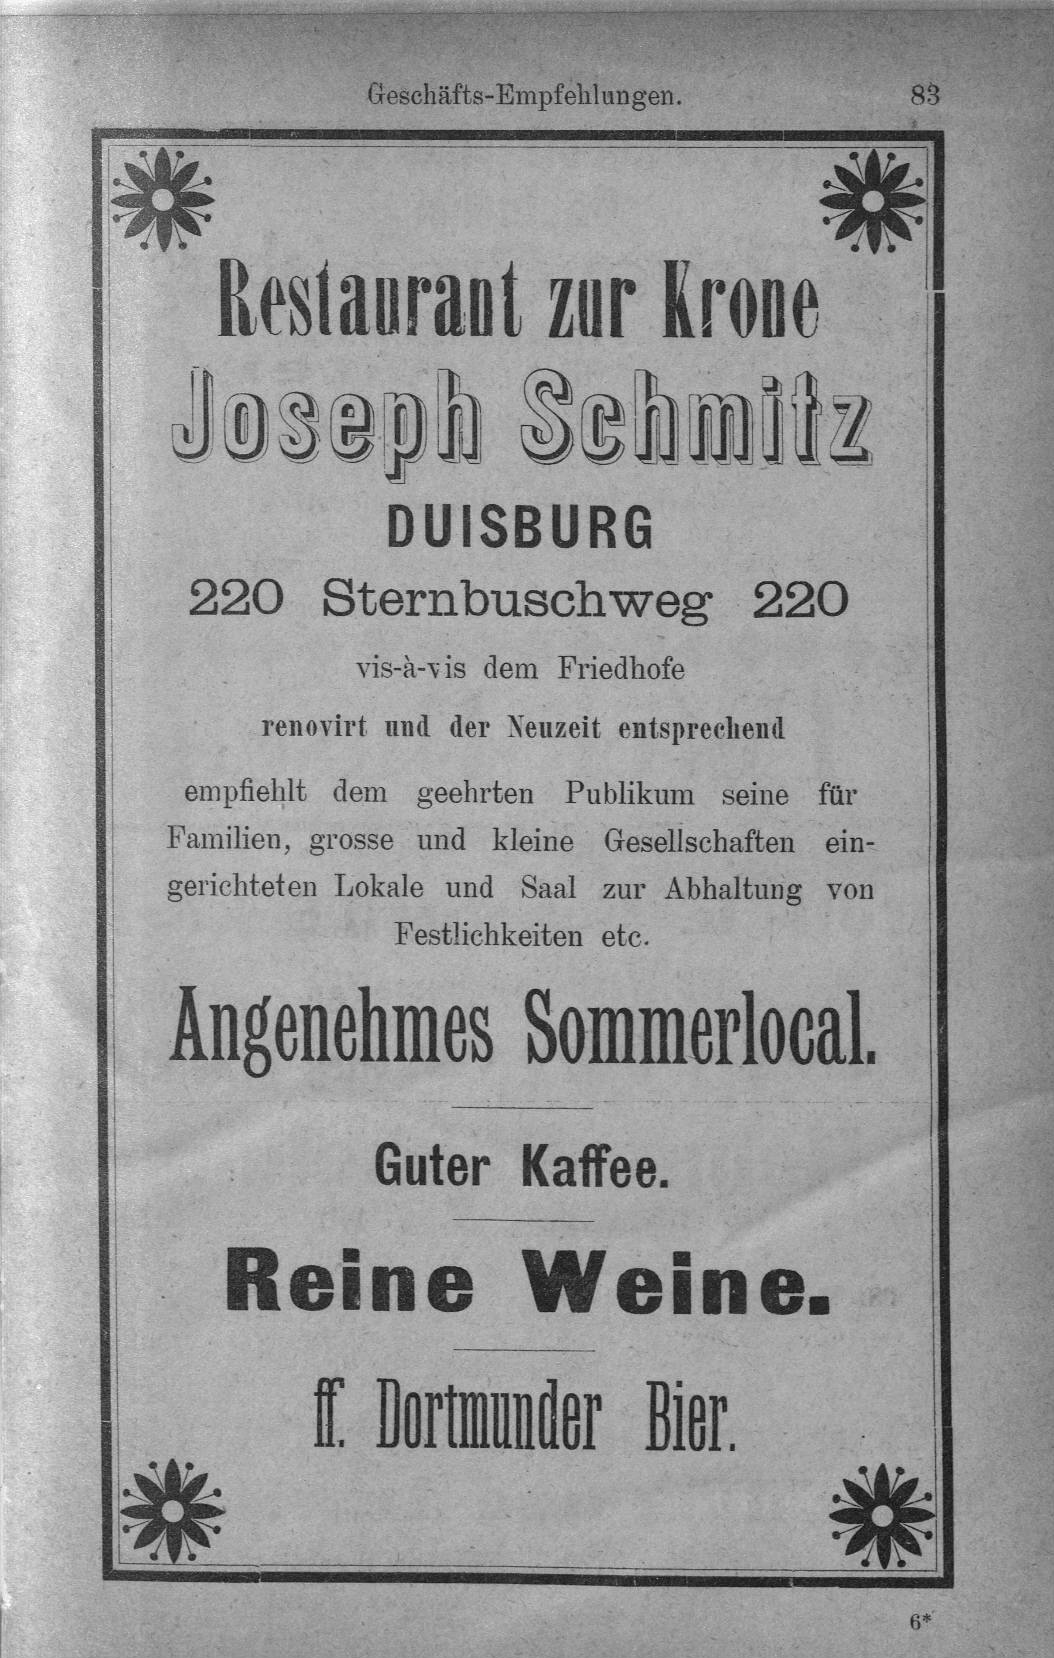 Geschäfts-Empfehlungen. 83
Restaurant zur Krone
Joseph Schmitz
DUISBURG
220 Sternbuschweg 220
vis-à-vis dem Friedhofe
renovirt und der Neuzeit entsprechend
empfiehlt dem geehrten Publikum seine für
Familien, grosse und kleine Gesellschaften ein-
gerichteten Lokale und Saal zur Abhaltung von
Festlichkeiten etc.
Angenehmes Sommerlocal.
Guter Kaffee.
Reine Weine.
ff. Dortmunder Bier.
6*